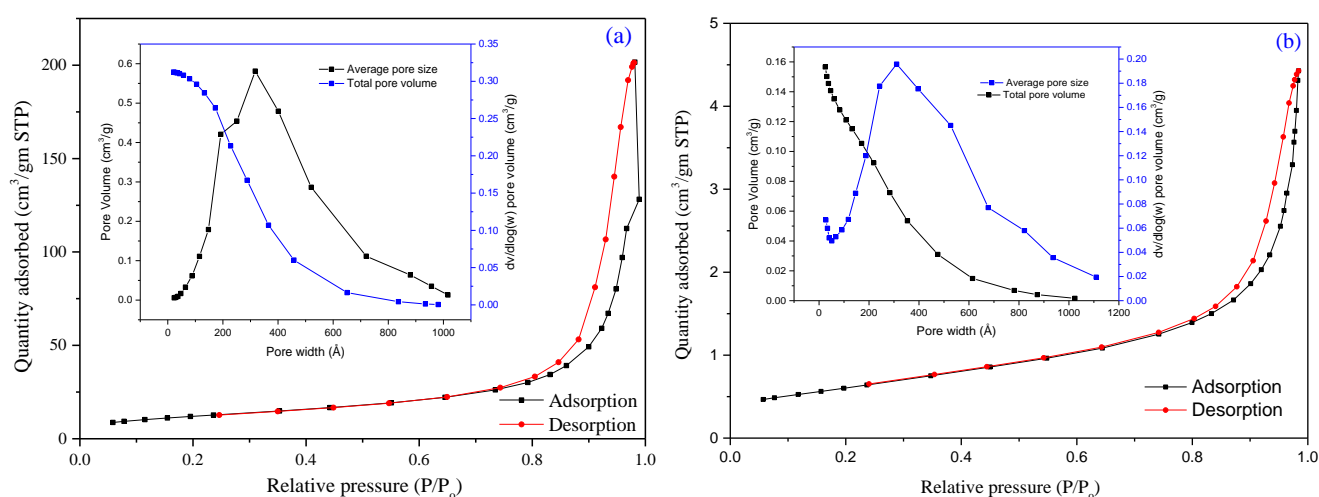 (a)
Quantity adsorbed (cm³/gm STP)
200
150
100
50
0
0.0 0.2 0.4 0.6 0.8 1.0
Relative pressure (P/Pₒ)
Adsorption
Desorption
Pore Volume (cm³/g)
0.6
0.5
0.4
0.3
0.2
0.1
0.0
0 200 400 600 800 1000
Pore width (Å)
Average pore size
Total pore volume
0.35
0.30
0.25
0.20
0.15
0.10
0.05
0.00
dv/dlog(w) pore volume (cm³/g)
(b)
Quantity adsorbed (cm³/gm STP)
5
4
3
2
1
0
0.0 0.2 0.4 0.6 0.8 1.0
Relative pressure (P/Pₒ)
Adsorption
Desorption
Pore Volume (cm³/g)
0.16
0.14
0.12
0.10
0.08
0.06
0.04
0.02
0.00
0 200 400 600 800 1000 1200
Pore width (Å)
Average pore size
Total pore volume
0.20
0.18
0.16
0.14
0.12
0.10
0.08
0.06
0.04
0.02
0.00
dv/dlog(w) pore volume (cm³/g)